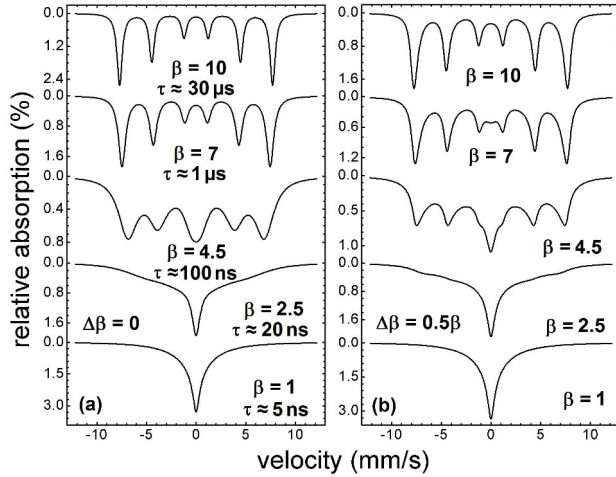 relative absorption (%)
0.0
1.2
2.4
β = 10
τ ≈ 30 μs
0.0
0.8
1.6
β = 7
τ ≈ 1 μs
0.0
0.4
0.8
β = 4.5
τ ≈100 ns
0.0
0.8
1.6
Δβ = 0
β = 2.5
τ ≈ 20 ns
0.0
1.5
3.0
(a)
β = 1
τ ≈ 5 ns
-10 -5 0 5 10
0.0
0.8
1.6
β = 10
0.0
0.6
1.2
β = 7
0.0
0.5
1.0
β = 4.5
0.0
0.8
1.6
Δβ = 0.5β
β = 2.5
0.0
1.5
3.0
(b)
β = 1
-10 -5 0 5 10
velocity (mm/s)
velocity (mm/s)